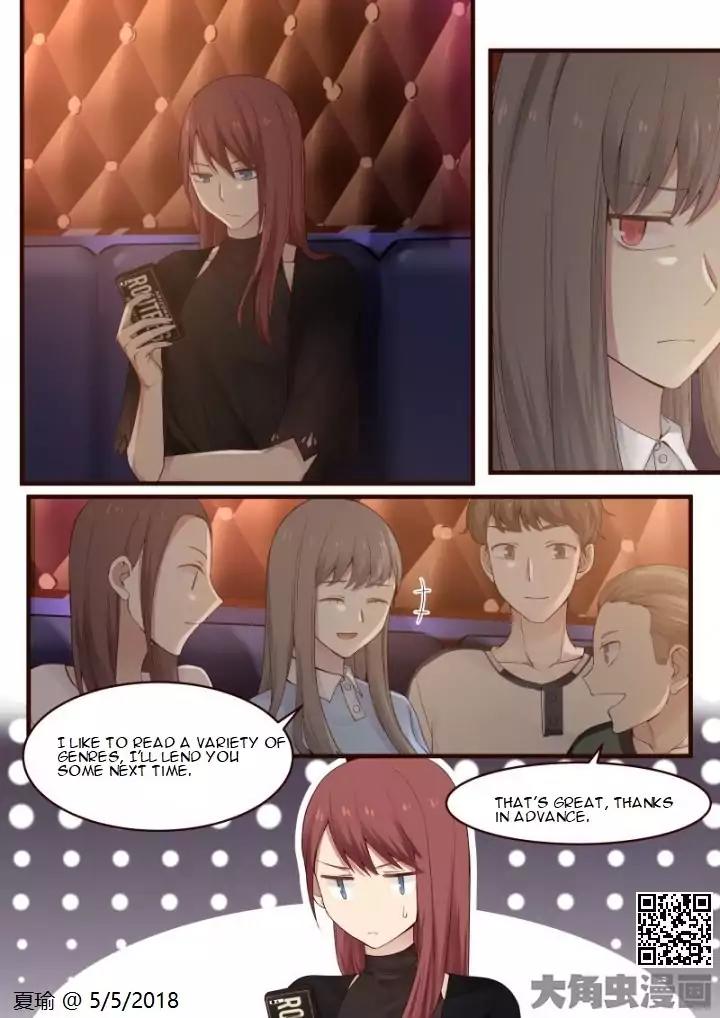 ROUTE
I LIKE TO READ A VARIETY OF
GENRES, I'LL LEND YOU
SOME NEXT TIME.
THAT'S GREAT, THANKS
IN ADVANCE.
夏瑜 @ 5/5/2018
大角虫漫画